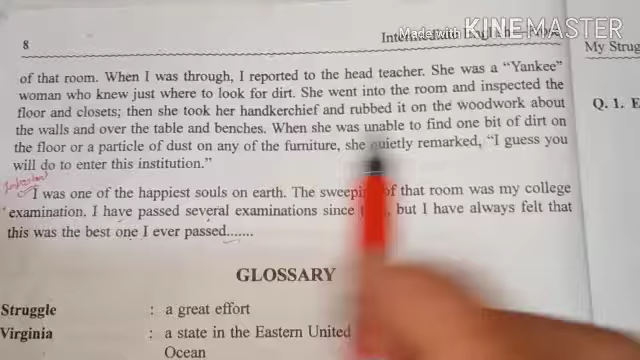 Made with KINEMASTER
8
My Strug
of that room. When I was through, I reported to the head teacher. She was a "Yankee"
woman who knew just where to look for dirt. She went into the room and inspected the
floor and closets; then she took her handkerchief and rubbed it on the woodwork about
the walls and over the table and benches. When she was unable to find one bit of dirt on
the floor or a particle of dust on any of the furniture, she quietly remarked, "I guess you
will do to enter this institution."
Q. 1. E
I was one of the happiest souls on earth. The sweeping of that room was my college
examination. I have passed several examinations since but I have always felt that
this was the best one I ever passed.......
GLOSSARY
Struggle : a great effort
Virginia : a state in the Eastern United
Ocean